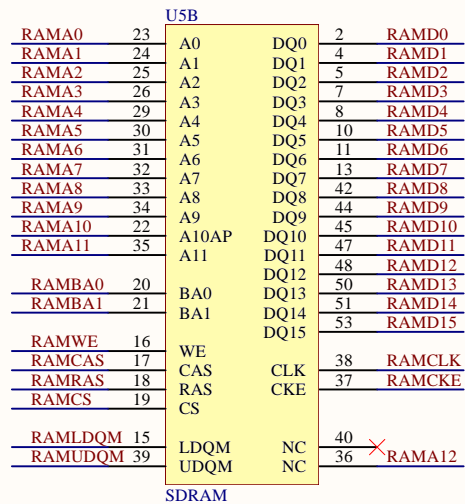 U5B
RAMA0 23 A0 DQ0 2 RAMD0
RAMA1 24 A1 DQ1 4 RAMD1
RAMA2 25 A2 DQ2 5 RAMD2
RAMA3 26 A3 DQ3 7 RAMD3
RAMA4 29 A4 DQ4 8 RAMD4
RAMA5 30 A5 DQ5 10 RAMD5
RAMA6 31 A6 DQ6 11 RAMD6
RAMA7 32 A7 DQ7 13 RAMD7
RAMA8 33 A8 DQ8 42 RAMD8
RAMA9 34 A9 DQ9 44 RAMD9
RAMA10 22 A10AP DQ10 45 RAMD10
RAMA11 35 A11 DQ11 47 RAMD11
DQ12 48 RAMD12
RAMBA0 20 BA0 DQ13 50 RAMD13
RAMBA1 21 BA1 DQ14 51 RAMD14
DQ15 53 RAMD15
RAMWE 16 WE
RAMCAS 17 CAS CLK 38 RAMCLK
RAMRAS 18 RAS CKE 37 RAMCKE
RAMCS 19 CS
RAMLDQM 15 LDQM NC 40
RAMUDQM 39 UDQM NC 36 RAMA12
SDRAM